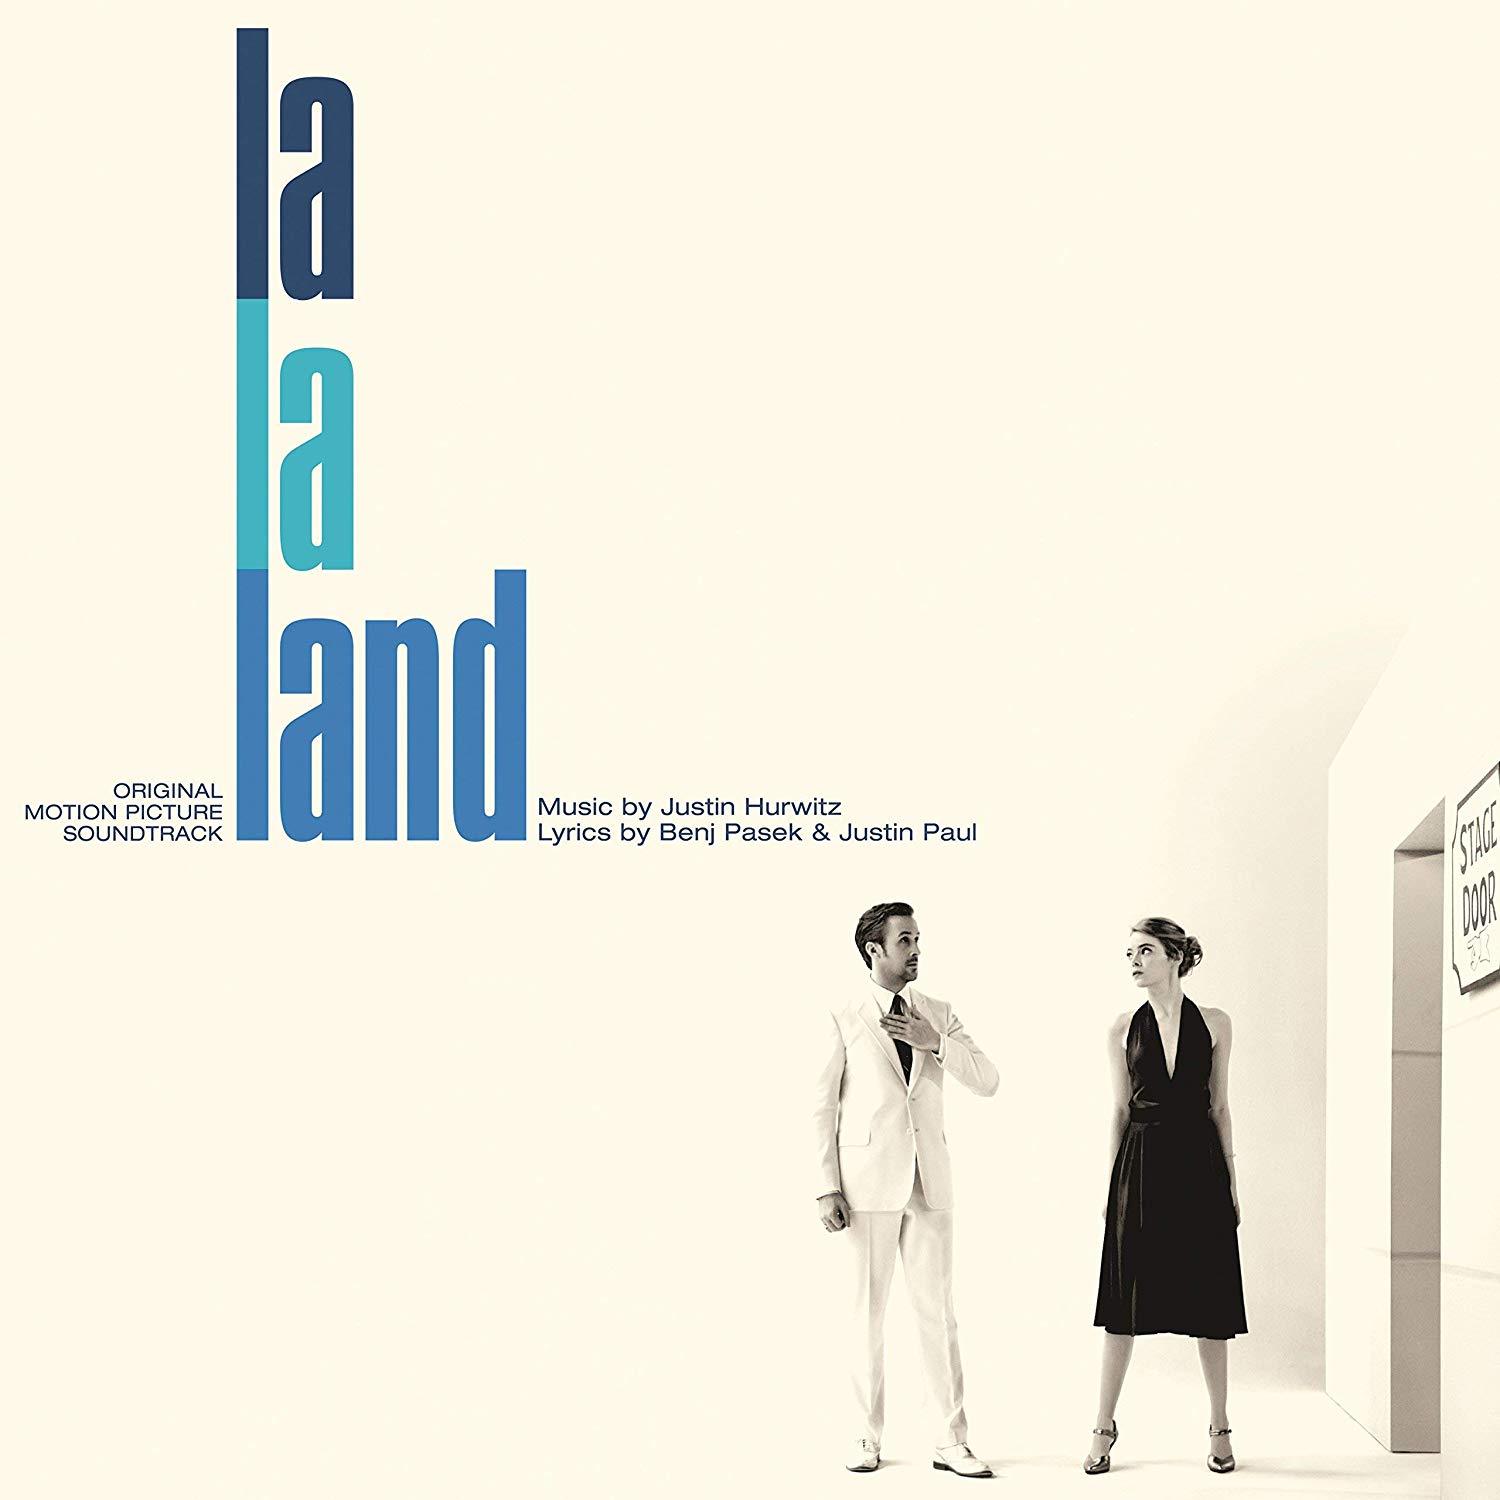 la
la
land
ORIGINAL
MOTION PICTURE
SOUNDTRACK
Music by Justin Hurwitz
Lyrics by Benj Pasek & Justin Paul
STAGE
DOOR